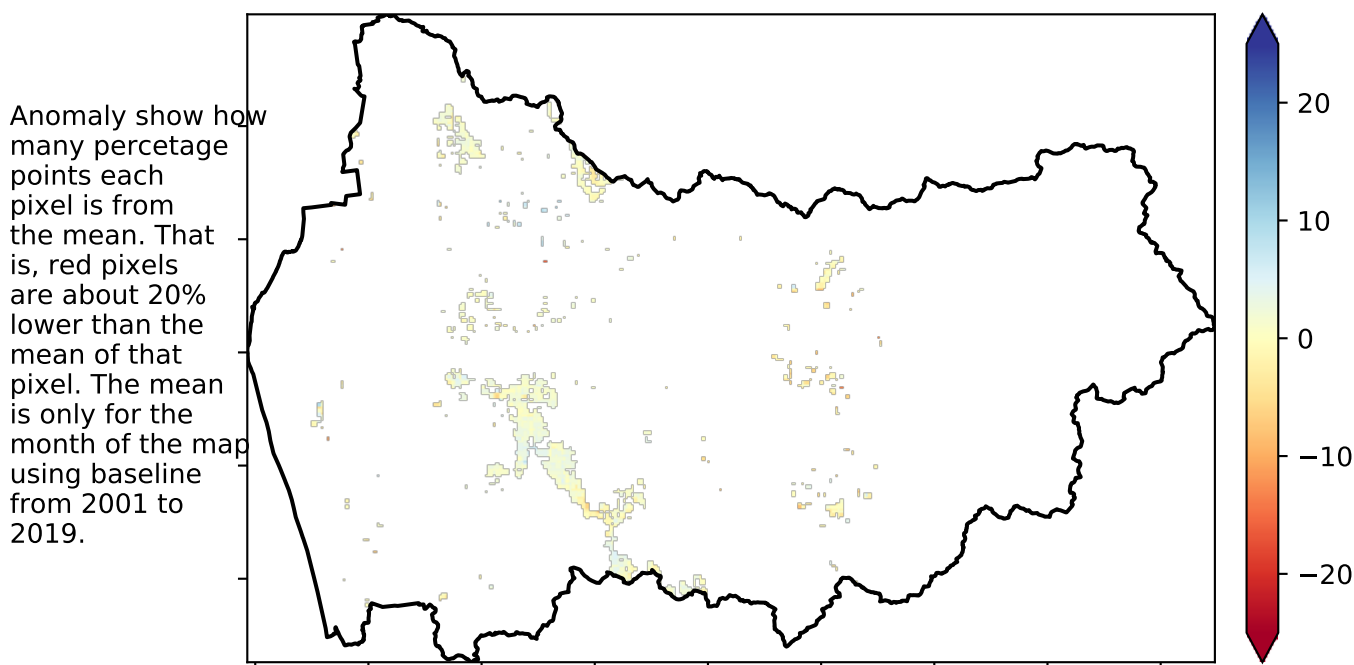 Anomaly show how
many percetage
points each
pixel is from
the mean. That
is, red pixels
are about 20%
lower than the
mean of that
pixel. The mean
is only for the
month of the map
using baseline
from 2001 to
2019.
20
10
0
−10
−20